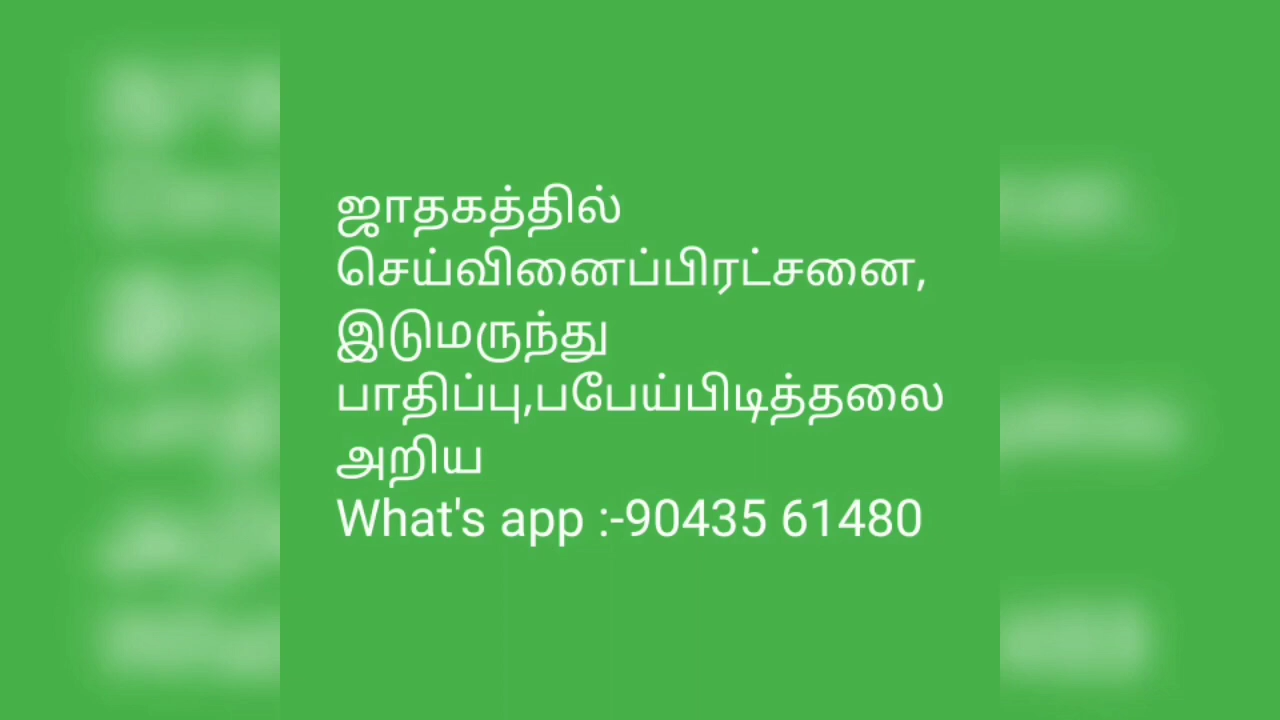 ஜாதகத்தில்
செய்வினைப்பிரட்சனை,
இடுமருந்து
பாதிப்பு,பபேய்பிடித்தலை
அறிய
What's app :-90435 61480